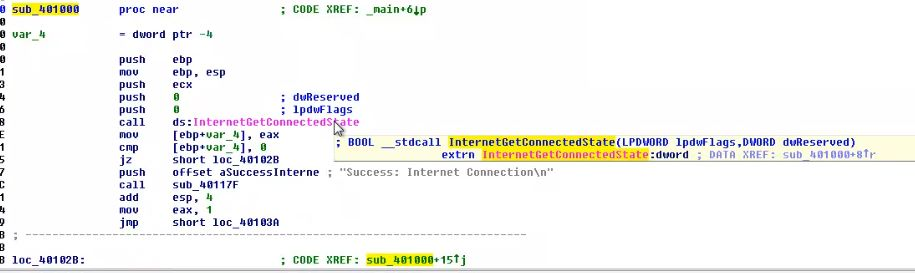 0 sub_401000 proc near ; CODE XREF: _main+6↓p
0
0 var_4 = dword ptr -4
0
0 push ebp
1 mov ebp, esp
3 push ecx
4 push 0 ; dwReserved
6 push 0 ; lpdwFlags
8 call ds:InternetGetConnectedState
E mov [ebp+var_4], eax
1 cmp [ebp+var_4], 0
5 jz short loc_40102B
7 push offset aSuccessInterne ; "Success: Internet Connection\n"
C call sub_40117F
1 add esp, 4
4 mov eax, 1
9 jmp short loc_40103A
B ; ---------------------------------------------------------------------------
B
B loc_40102B: ; CODE XREF: sub_401000+15↑j
; BOOL __stdcall InternetGetConnectedState(LPDWORD lpdwFlags,DWORD dwReserved)
extrn InternetGetConnectedState:dword ; DATA XREF: sub_401000+8↑r